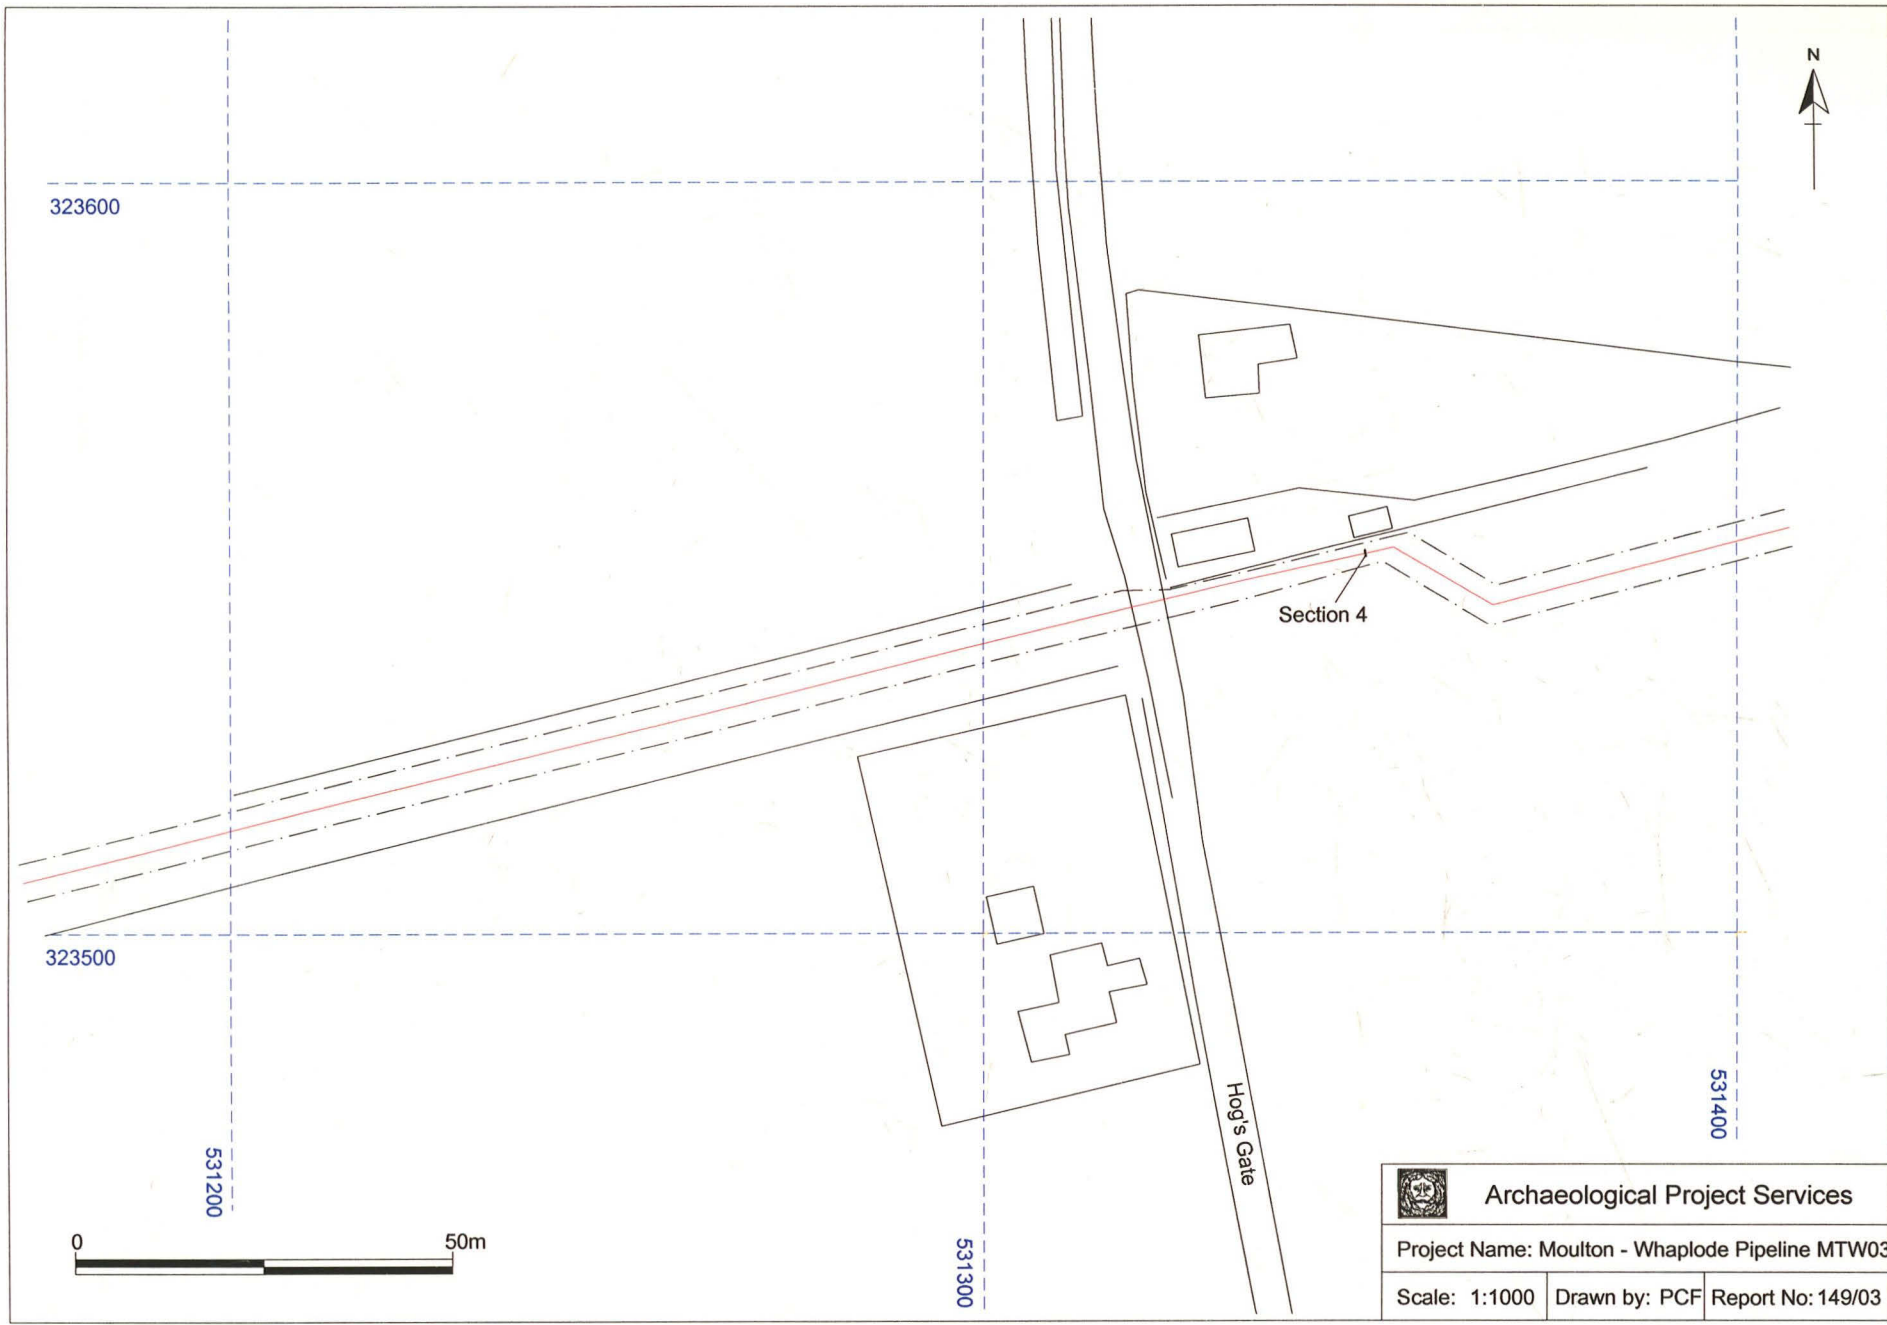 N
323600
Section 4
323500
531400
Hog's Gate
531200
531300
0 50m
Archaeological Project Services
Project Name: Moulton - Whaplode Pipeline MTW03
Scale: 1:1000 Drawn by: PCF Report No: 149/03